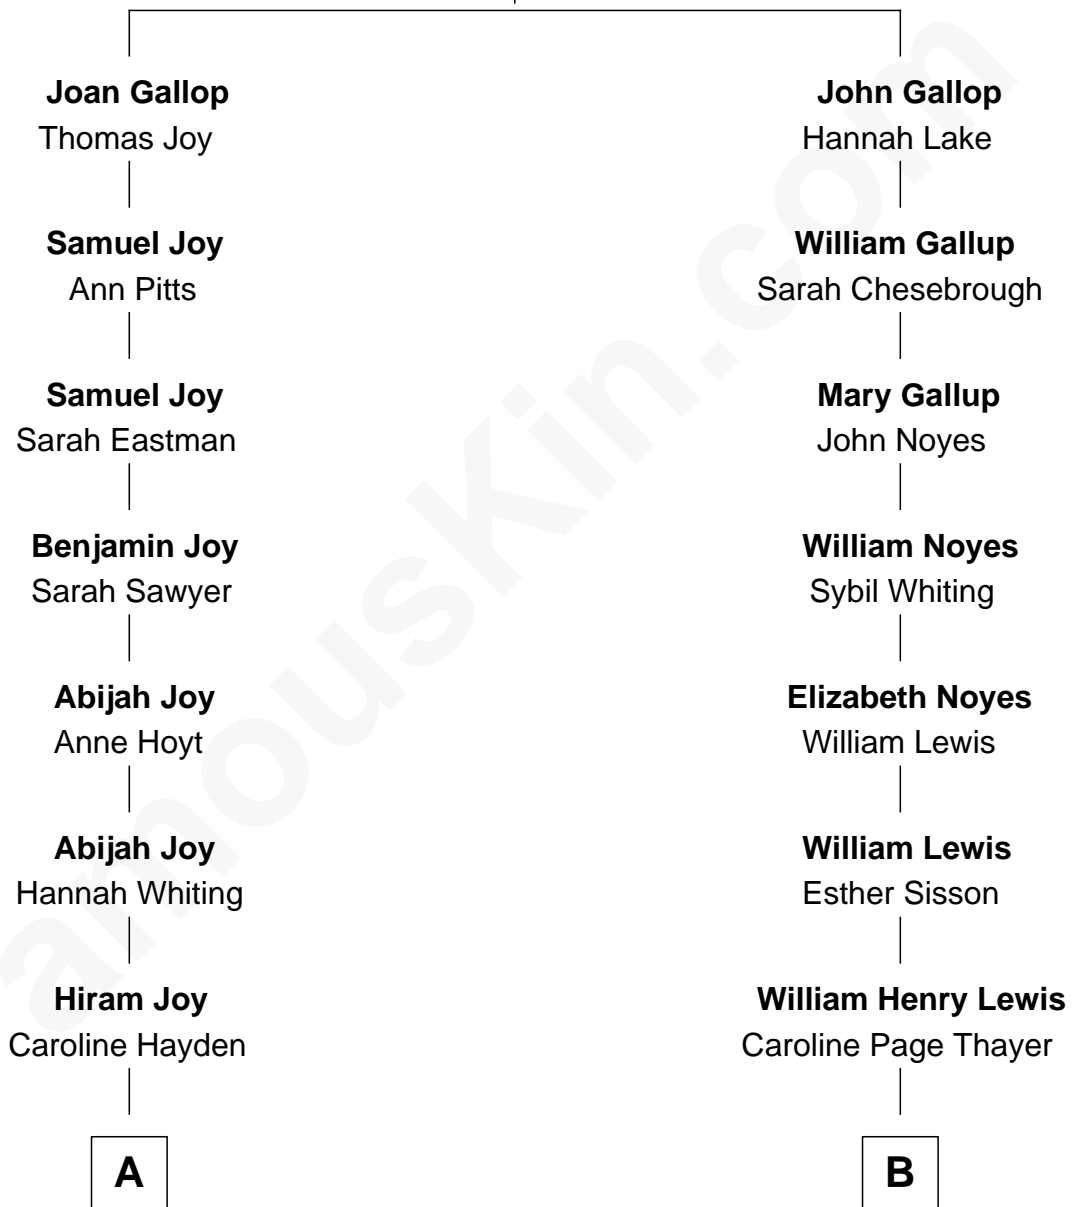 Joan Gallop
Thomas Joy
Samuel Joy
Ann Pitts
Samuel Joy
Sarah Eastman
Benjamin Joy
Sarah Sawyer
Abijah Joy
Anne Hoyt
Abijah Joy
Hannah Whiting
Hiram Joy
Caroline Hayden
A
John Gallop
Hannah Lake
William Gallup
Sarah Chesebrough
Mary Gallup
John Noyes
William Noyes
Sybil Whiting
Elizabeth Noyes
William Lewis
William Lewis
Esther Sisson
William Henry Lewis
Caroline Page Thayer
B
amouskin.com